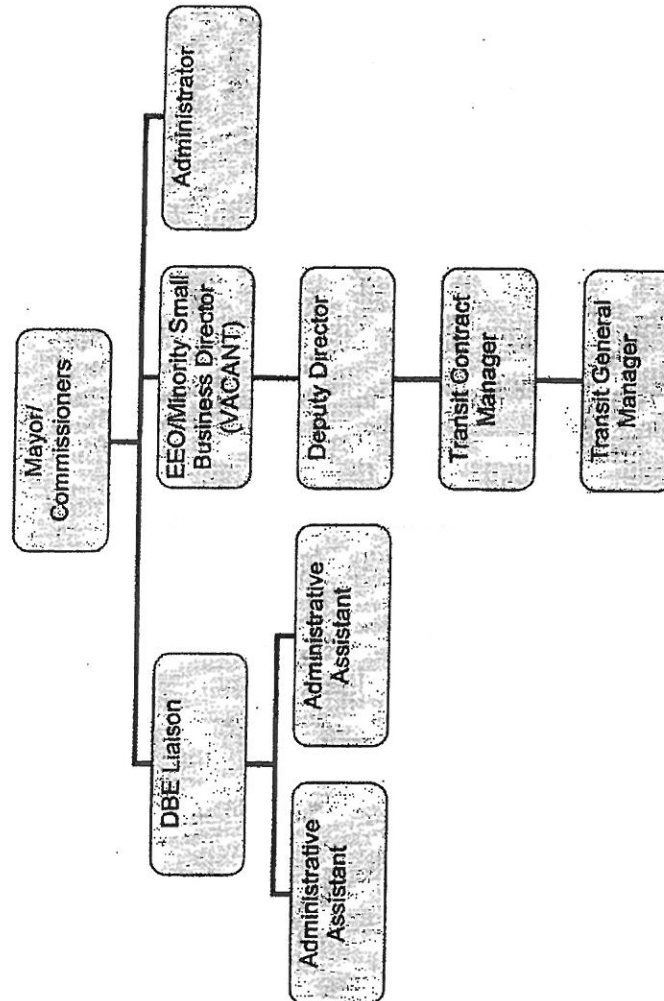 Mayor/
Commissioners
DBE Liaison
EEO/Minority Small
Business Director
(VACANT)
Administrator
Administrative
Assistant
Administrative
Assistant
Deputy Director
Transit Contract
Manager
Transit General
Manager